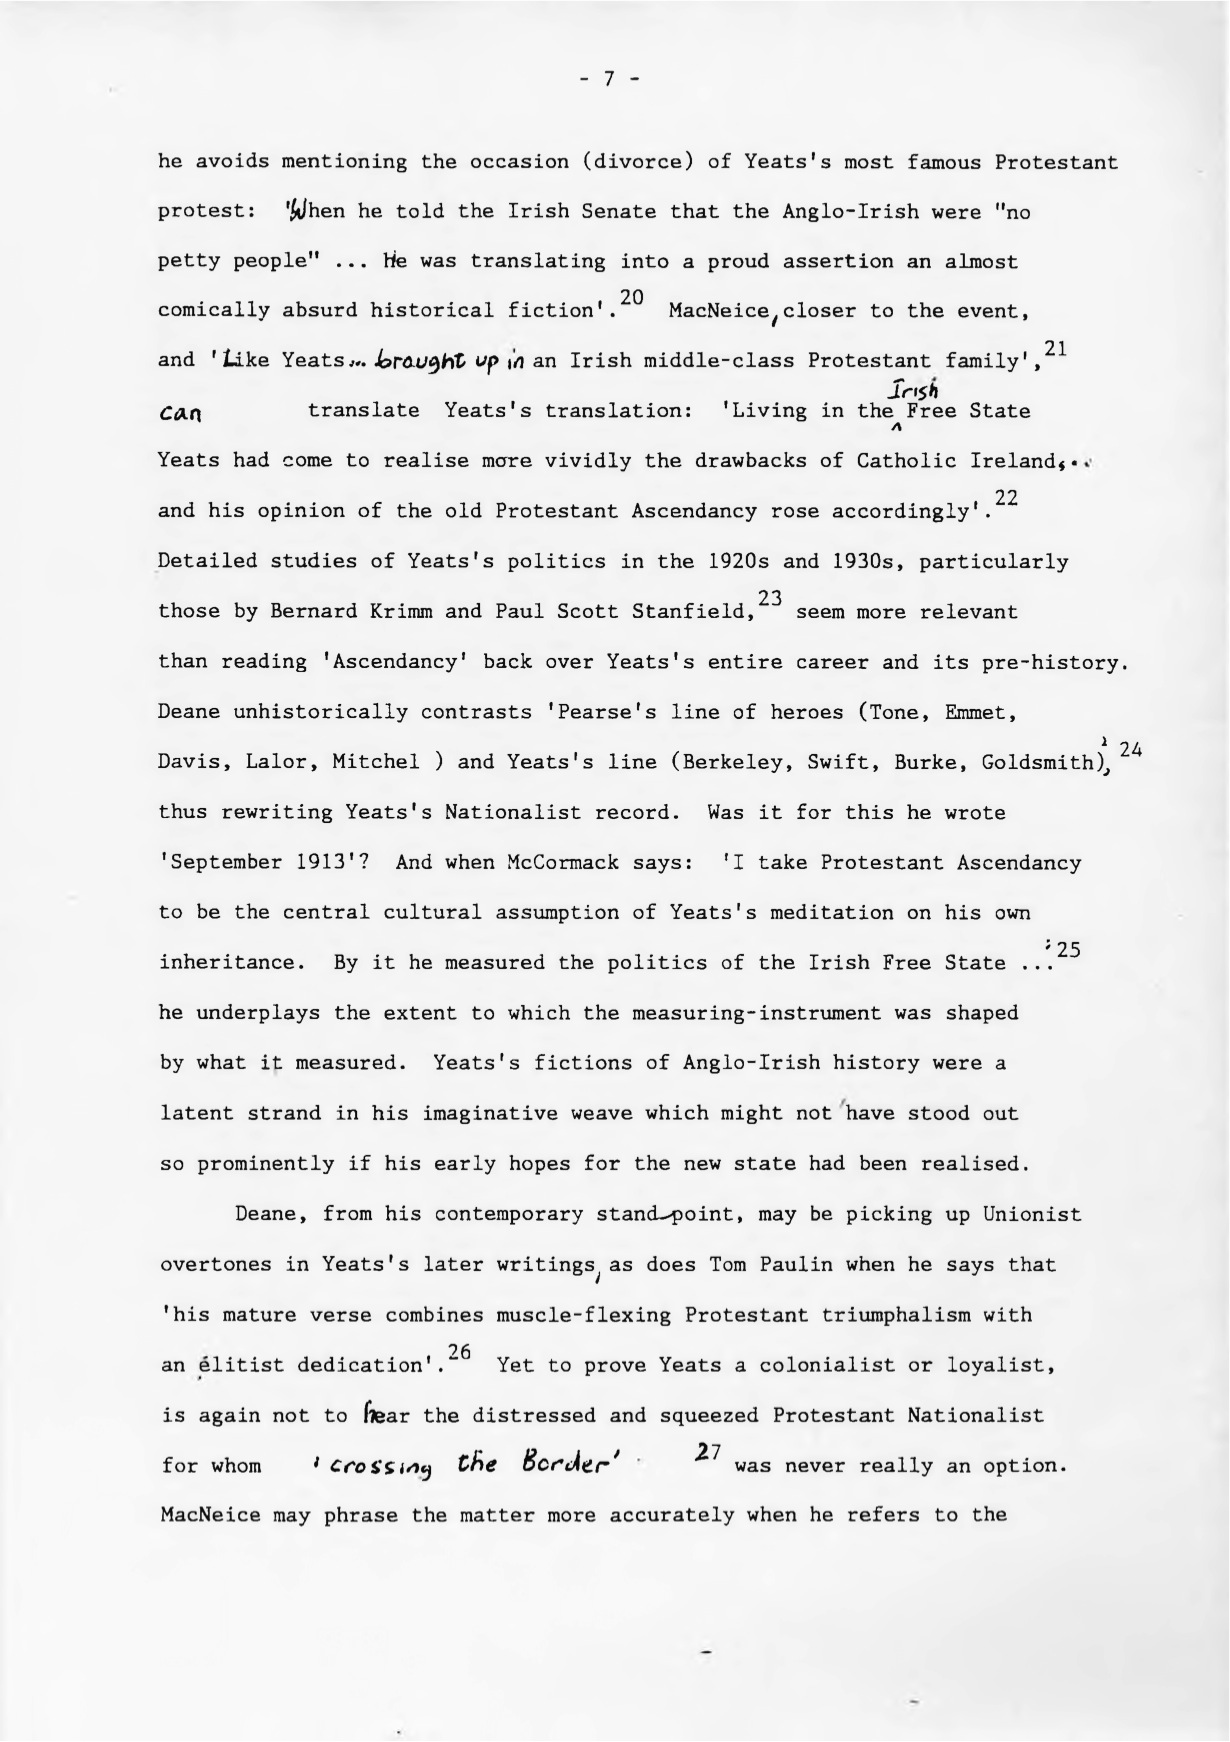 - 7 -
he avoids mentioning the occasion (divorce) of Yeats's most famous Protestant
protest: 'When he told the Irish Senate that the Anglo-Irish were "no
petty people" ... He was translating into a proud assertion an almost
comically absurd historical fiction'.20 MacNeice, closer to the event,
and 'Like Yeats... brought up in an Irish middle-class Protestant family',21
can translate Yeats's translation: 'Living in the Irish Free State
Yeats had come to realise more vividly the drawbacks of Catholic Ireland...
and his opinion of the old Protestant Ascendancy rose accordingly'.22
Detailed studies of Yeats's politics in the 1920s and 1930s, particularly
those by Bernard Krimm and Paul Scott Stanfield,23 seem more relevant
than reading 'Ascendancy' back over Yeats's entire career and its pre-history.
Deane unhistorically contrasts 'Pearse's line of heroes (Tone, Emmet,
Davis, Lalor, Mitchel ) and Yeats's line (Berkeley, Swift, Burke, Goldsmith)',24
thus rewriting Yeats's Nationalist record. Was it for this he wrote
'September 1913'? And when McCormack says: 'I take Protestant Ascendancy
to be the central cultural assumption of Yeats's meditation on his own
inheritance. By it he measured the politics of the Irish Free State ...'25
he underplays the extent to which the measuring-instrument was shaped
by what it measured. Yeats's fictions of Anglo-Irish history were a
latent strand in his imaginative weave which might not have stood out
so prominently if his early hopes for the new state had been realised.
Deane, from his contemporary stand-point, may be picking up Unionist
overtones in Yeats's later writings, as does Tom Paulin when he says that
'his mature verse combines muscle-flexing Protestant triumphalism with
an élitist dedication'.26 Yet to prove Yeats a colonialist or loyalist,
is again not to hear the distressed and squeezed Protestant Nationalist
for whom 'crossing the Border' 27 was never really an option.
MacNeice may phrase the matter more accurately when he refers to the